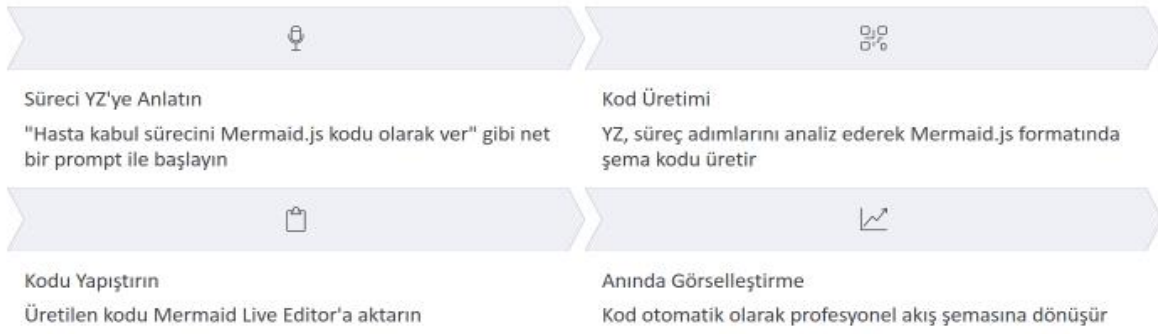 Süreci YZ'ye Anlatın
"Hasta kabul sürecini Mermaid.js kodu olarak ver" gibi net
bir prompt ile başlayın
Kod Üretimi
YZ, süreç adımlarını analiz ederek Mermaid.js formatında
şema kodu üretir
Kodu Yapıştırın
Üretilen kodu Mermaid Live Editor'a aktarın
Anında Görselleştirme
Kod otomatik olarak profesyonel akış şemasına dönüşür